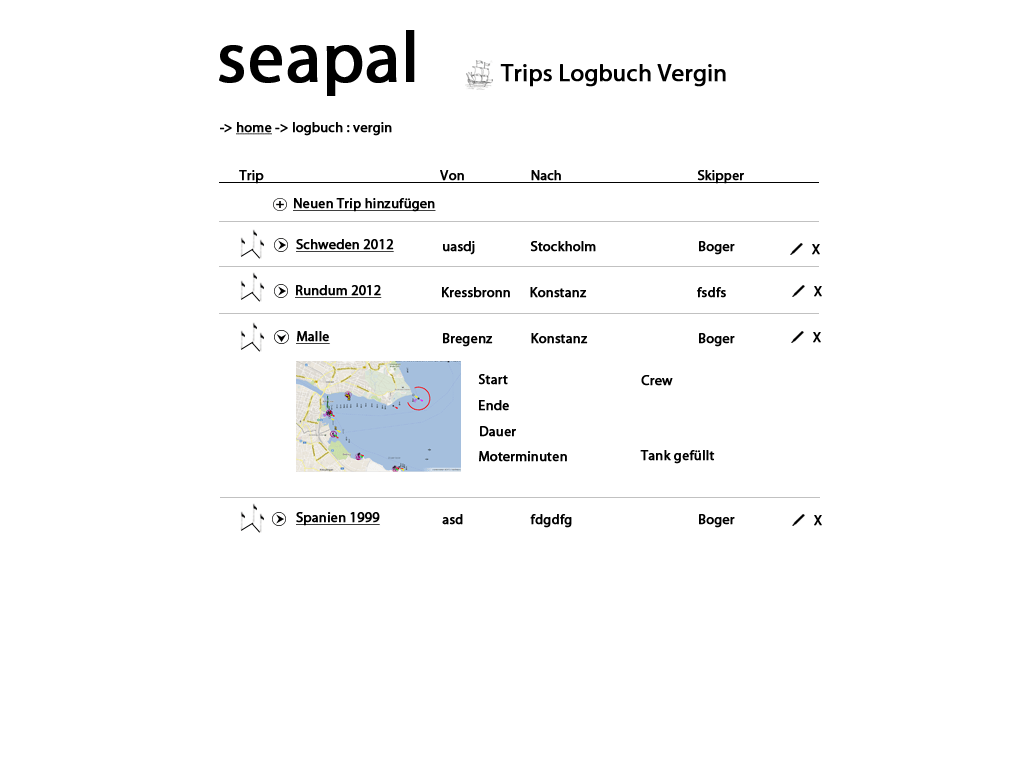 seapal
Trips Logbuch Vergin
-> home -> logbuch : vergin
Trip Von Nach Skipper
Neuen Trip hinzufügen
Schweden 2012 uasdj Stockholm Boger X
Rundum 2012 Kressbronn Konstanz fsdfs X
Malle Bregenz Konstanz Boger X
Start Crew
Ende
Dauer
Moterminuten Tank gefüllt
Spanien 1999 asd fdgdfg Boger X